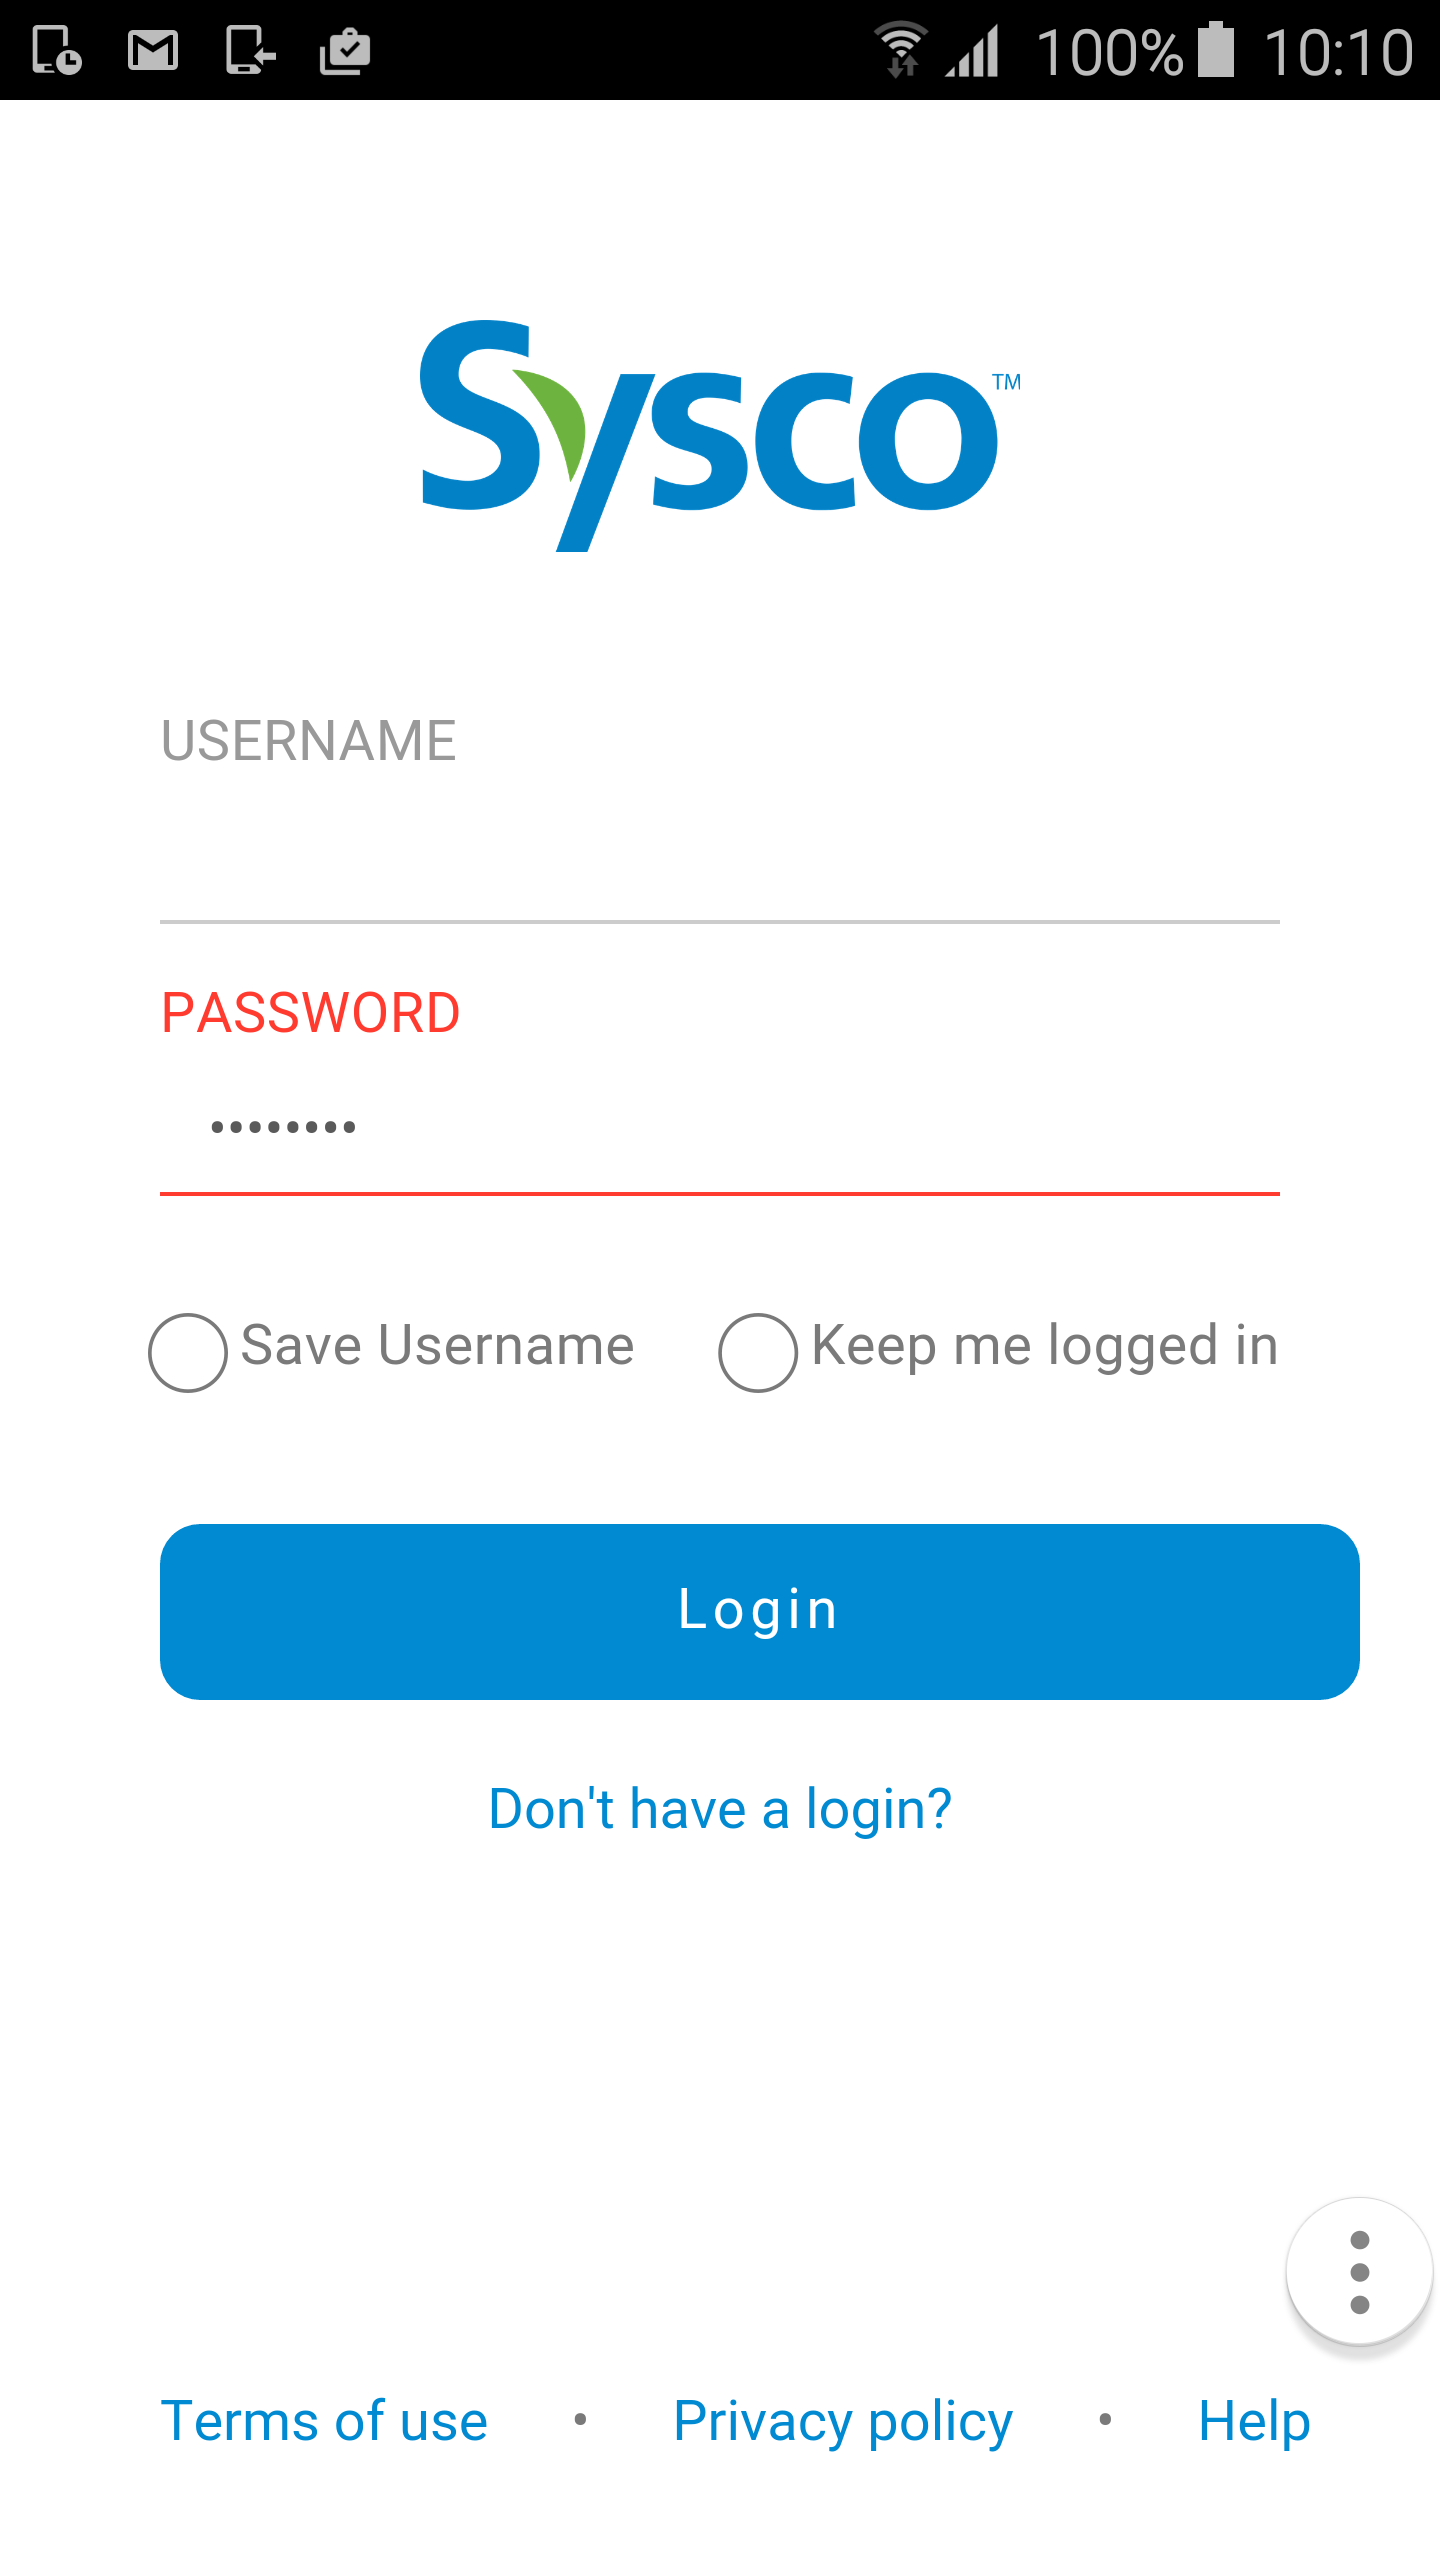 100% 10:10
Sysco™
USERNAME
PASSWORD
••••••••
Save Username Keep me logged in
Login
Don't have a login?
Terms of use • Privacy policy • Help